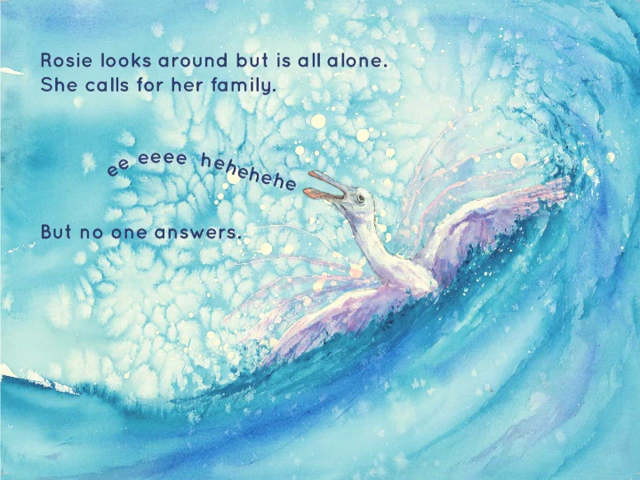 Rosie looks around but is all alone.
She calls for her family.
ee eeee hehehehe
But no one answers.